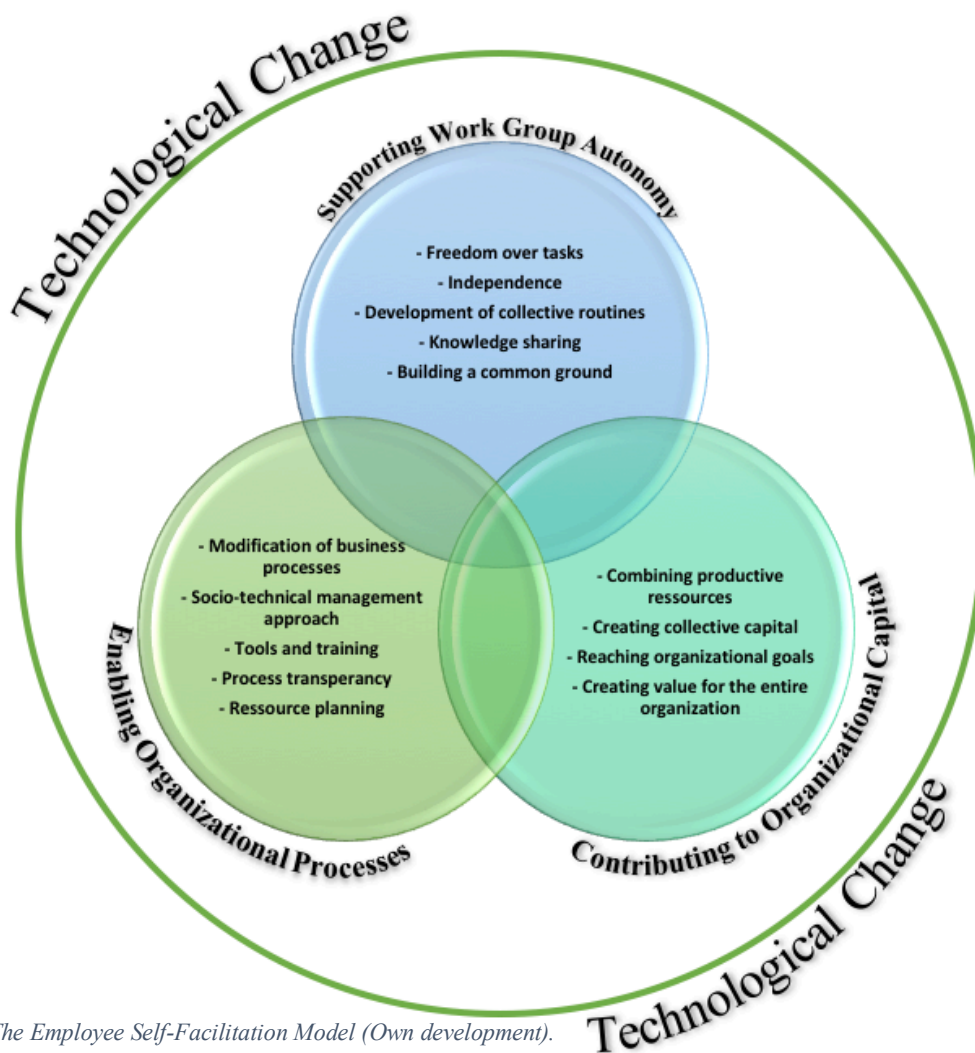 Technological Change
Supporting Work Group Autonomy
- Freedom over tasks
- Independence
- Development of collective routines
- Knowledge sharing
- Building a common ground
- Modification of business
processes
- Socio-technical management
approach
- Tools and training
- Process transperancy
- Ressource planning
Enabling Organizational Processes
- Combining productive
ressources
- Creating collective capital
- Reaching organizational goals
- Creating value for the entire
organization
Contributing to Organizational Capital
Technological Change
The Employee Self-Facilitation Model (Own development).